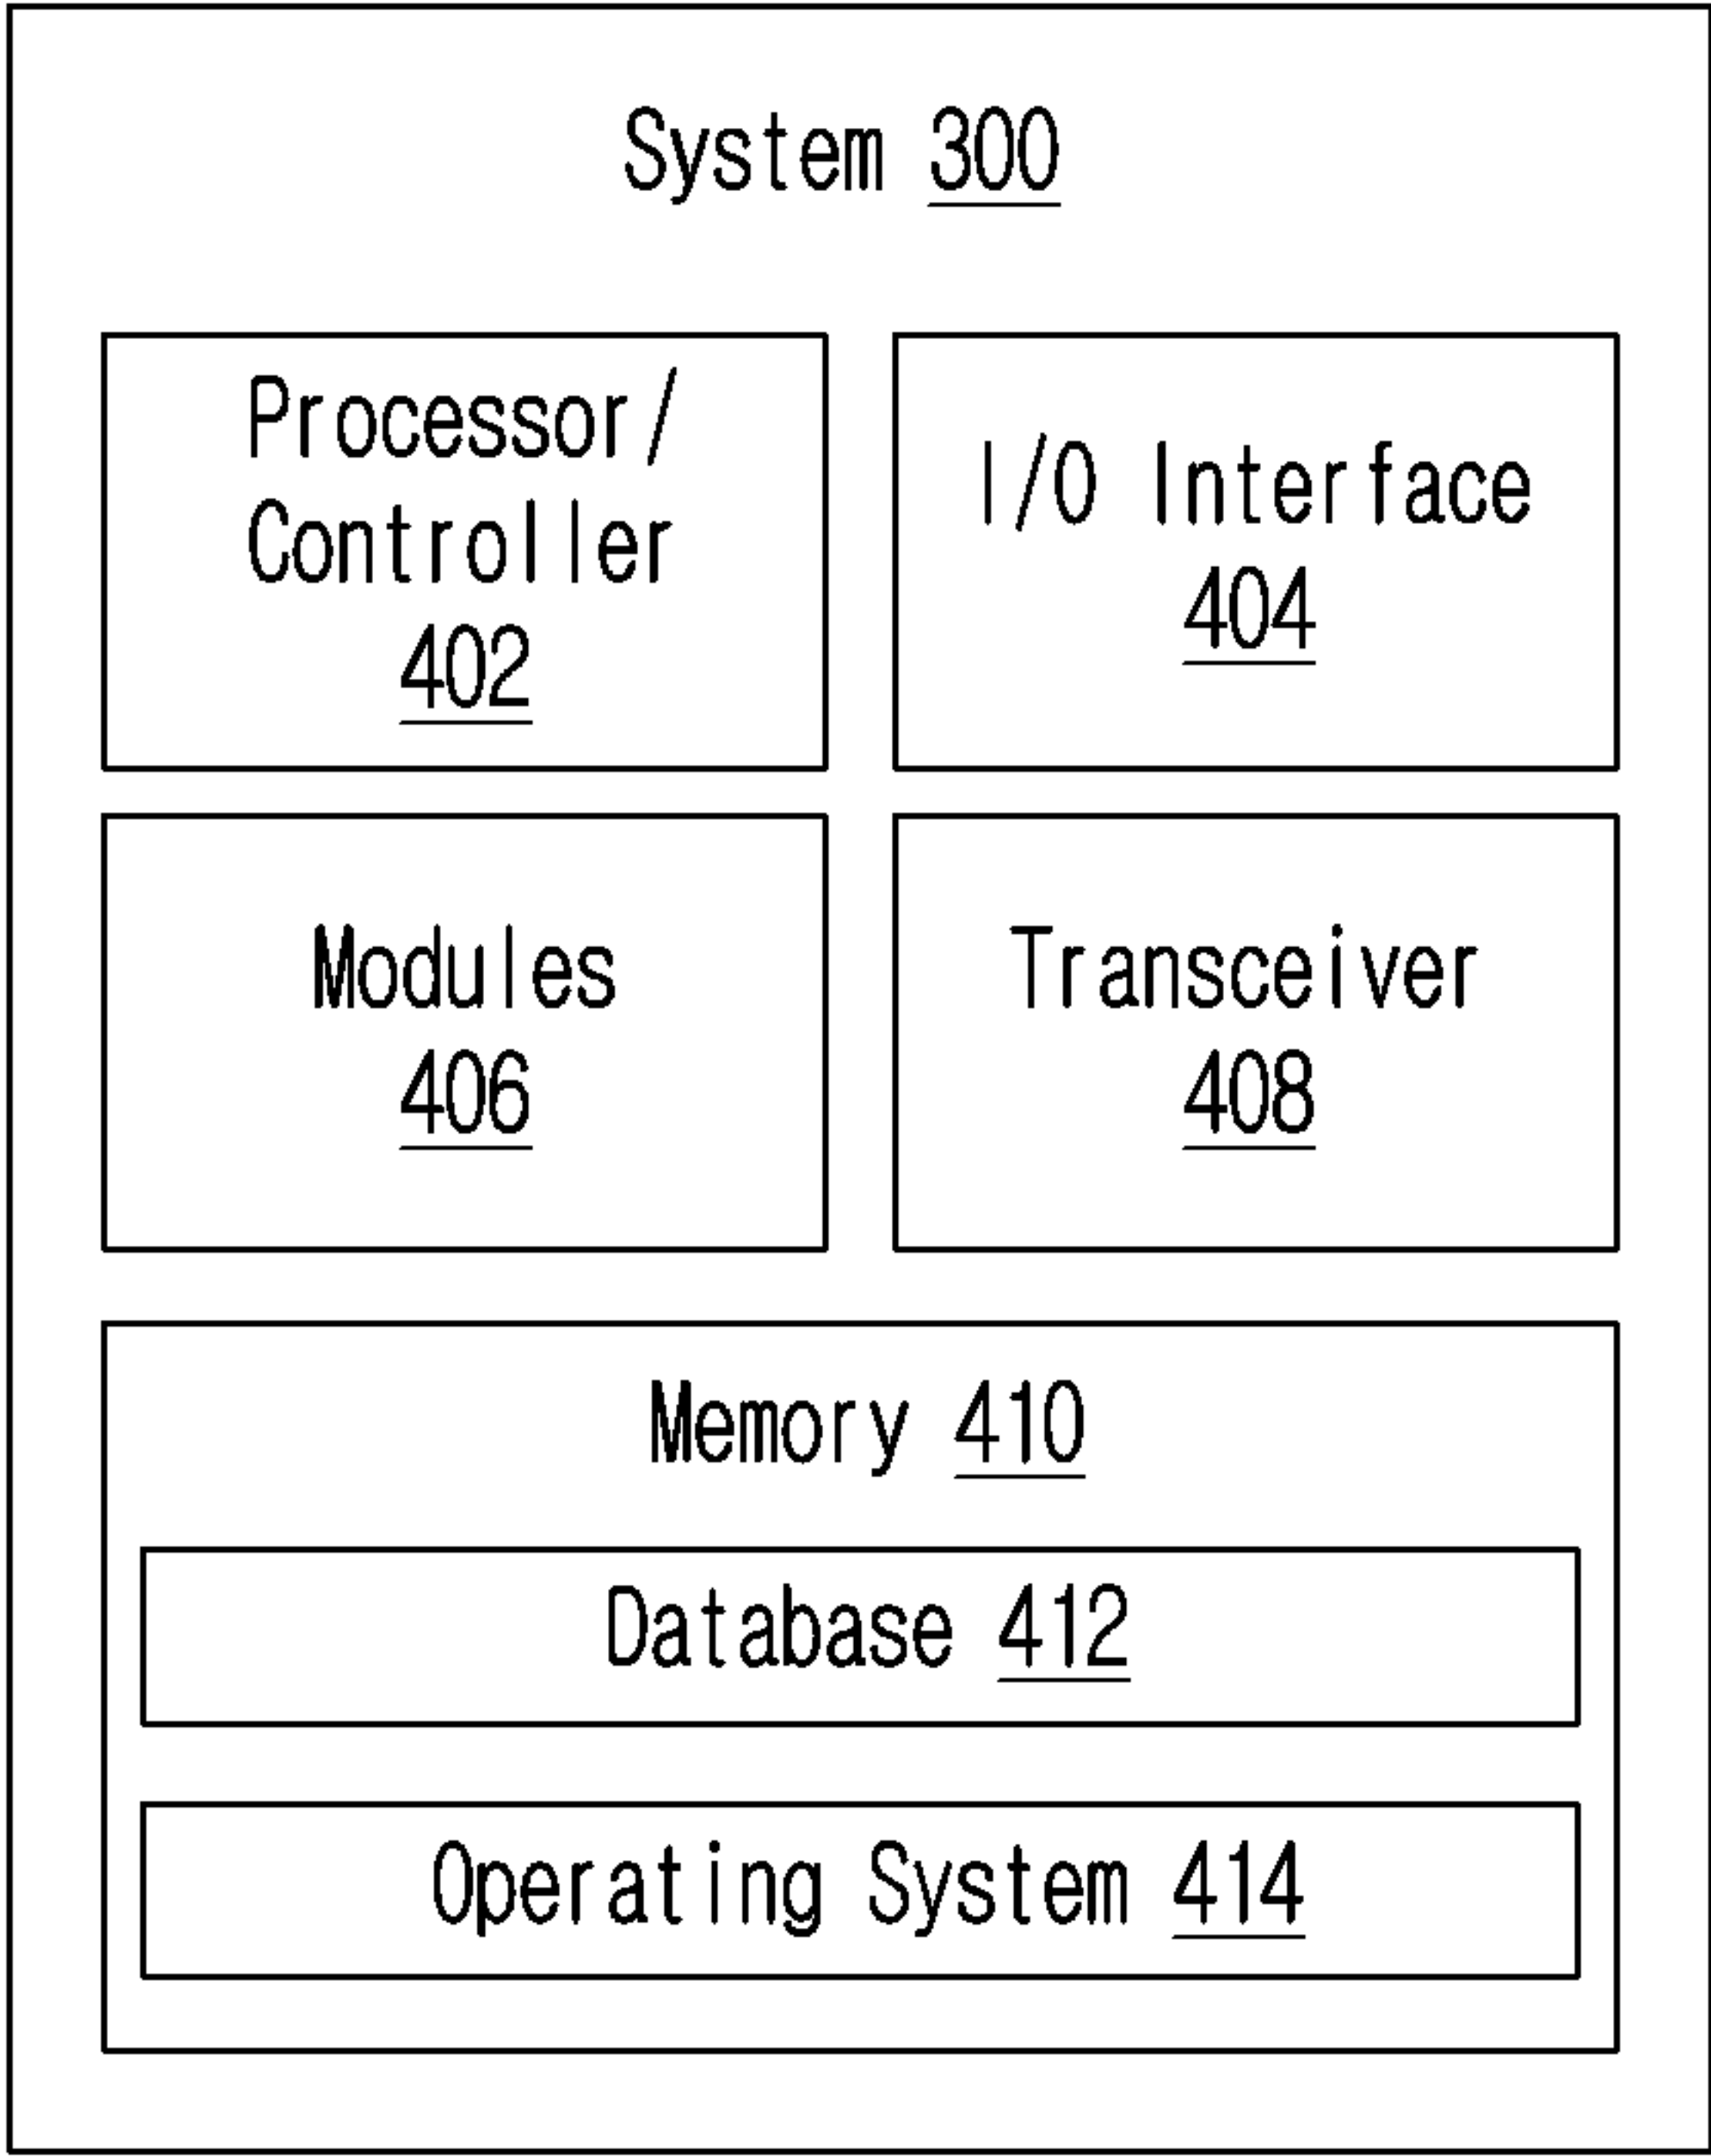 System 300
Processor/
Controller
402
I/O Interface
404
Modules
406
Transceiver
408
Memory 410
Database 412
Operating System 414